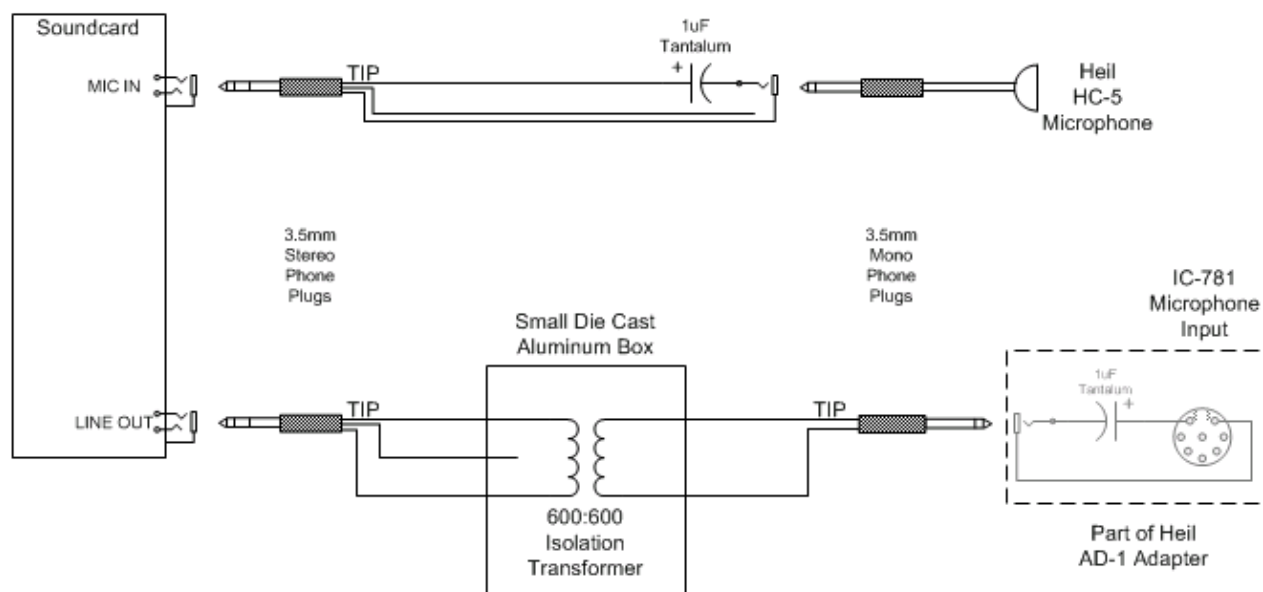 Soundcard
MIC IN
TIP
1uF
Tantalum
+
Heil
HC-5
Microphone
3.5mm
Stereo
Phone
Plugs
3.5mm
Mono
Phone
Plugs
IC-781
Microphone
Input
Small Die Cast
Aluminum Box
LINE OUT
TIP
TIP
1uF
Tantalum
+
600:600
Isolation
Transformer
Part of Heil
AD-1 Adapter